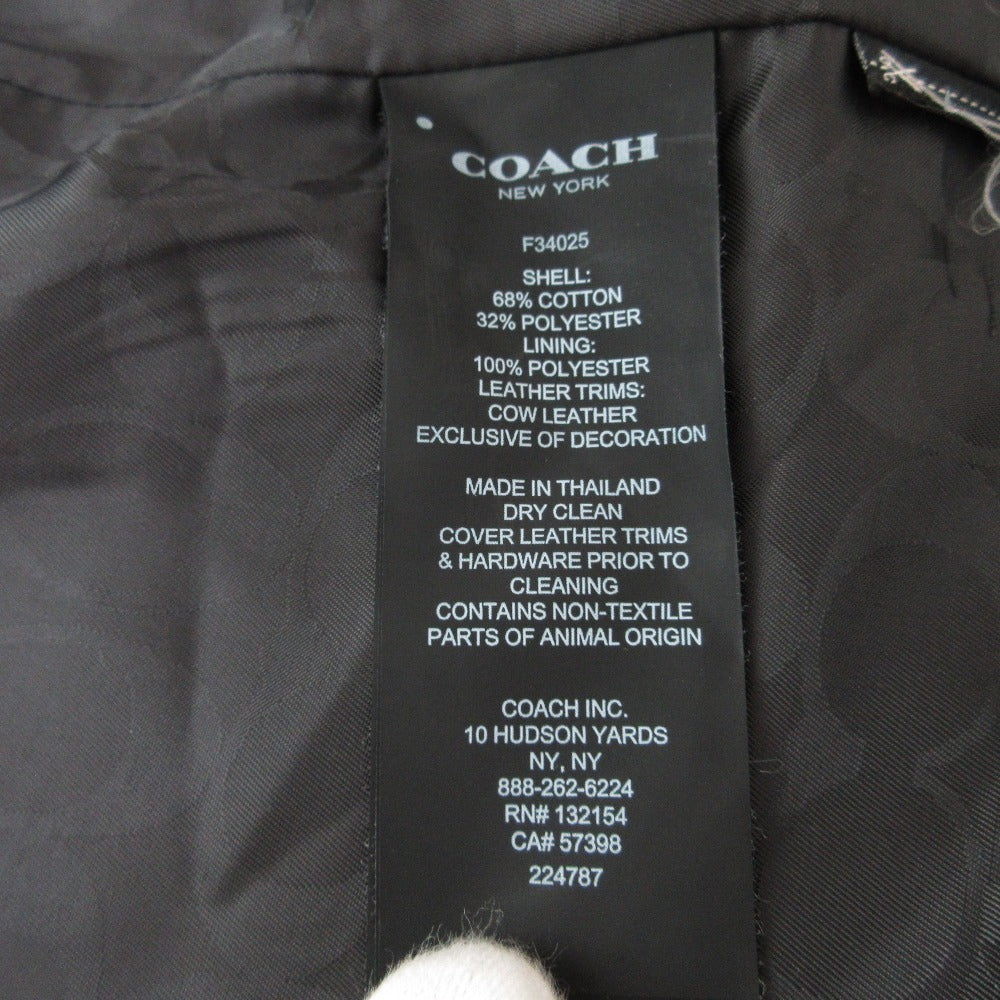 COACH
NEW YORK
F34025
SHELL:
68% COTTON
32% POLYESTER
LINING:
100% POLYESTER
LEATHER TRIMS:
COW LEATHER
EXCLUSIVE OF DECORATION
MADE IN THAILAND
DRY CLEAN
COVER LEATHER TRIMS
& HARDWARE PRIOR TO
CLEANING
CONTAINS NON-TEXTILE
PARTS OF ANIMAL ORIGIN
COACH INC.
10 HUDSON YARDS
NY, NY
888-262-6224
RN# 132154
CA# 57398
224787